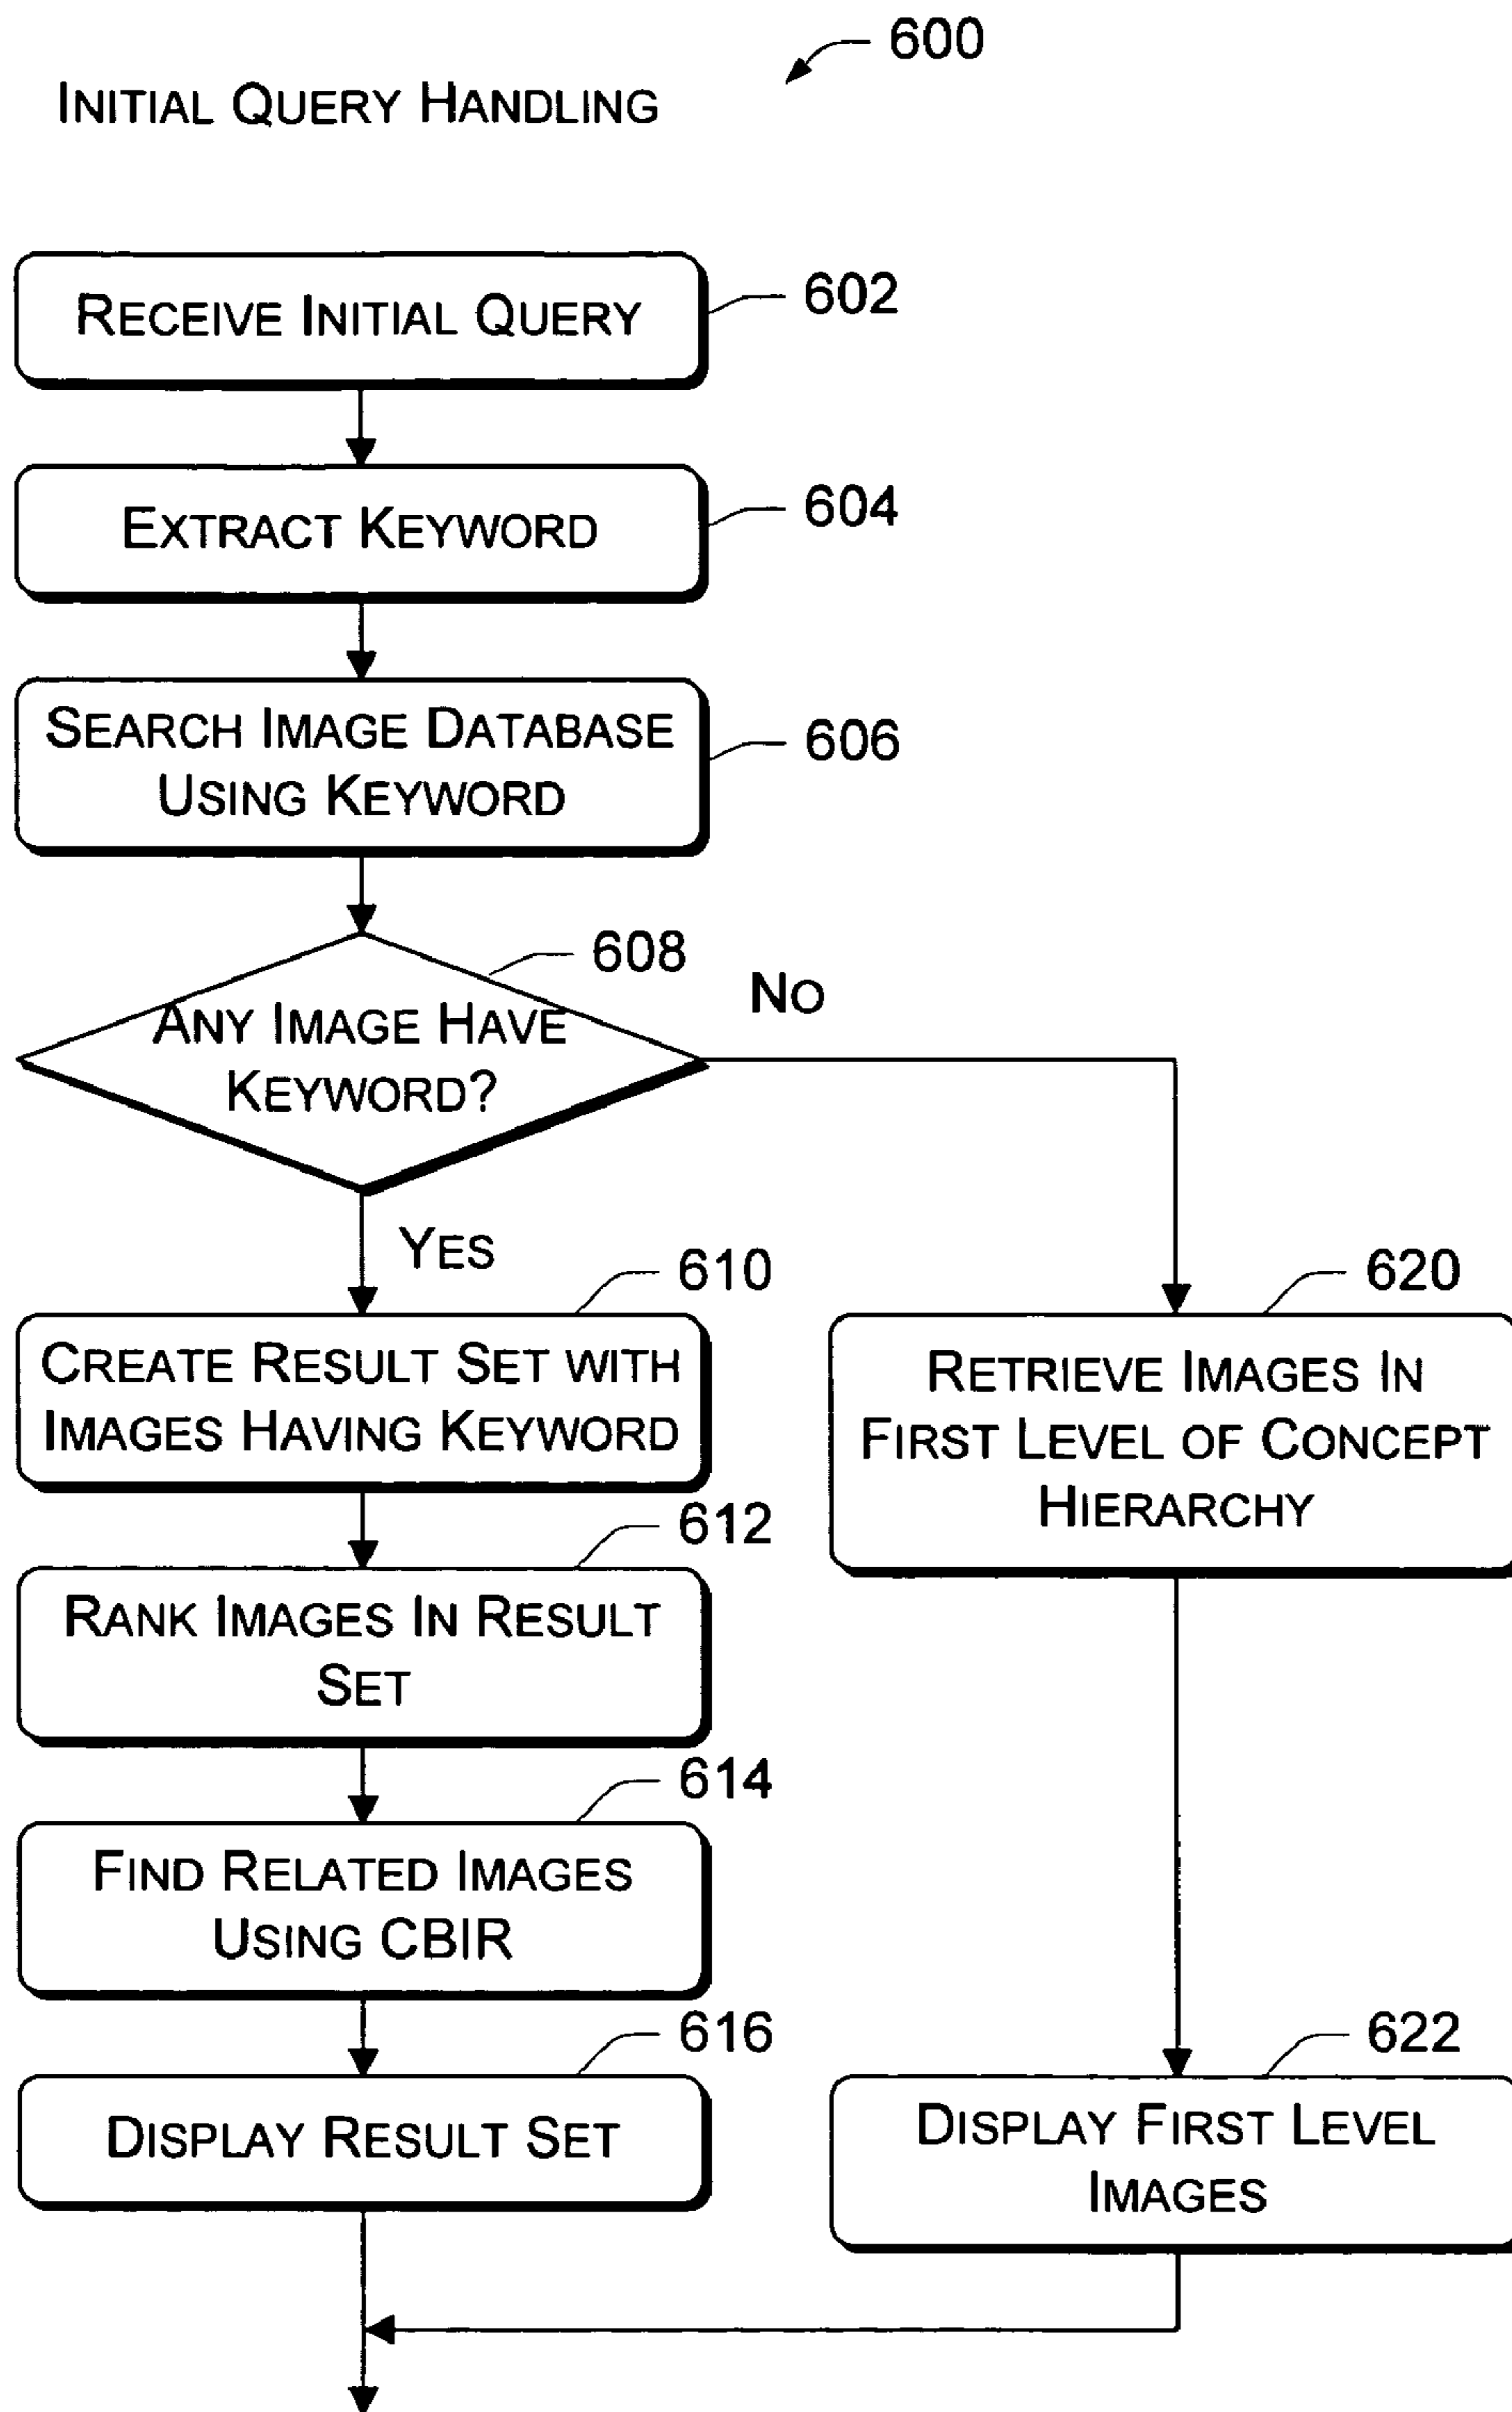 600
INITIAL QUERY HANDLING
RECEIVE INITIAL QUERY
602
EXTRACT KEYWORD
604
SEARCH IMAGE DATABASE
USING KEYWORD
606
608
ANY IMAGE HAVE
KEYWORD?
NO
YES
610
CREATE RESULT SET WITH
IMAGES HAVING KEYWORD
620
RETRIEVE IMAGES IN
FIRST LEVEL OF CONCEPT
HIERARCHY
612
RANK IMAGES IN RESULT
SET
614
FIND RELATED IMAGES
USING CBIR
616
DISPLAY RESULT SET
622
DISPLAY FIRST LEVEL
IMAGES